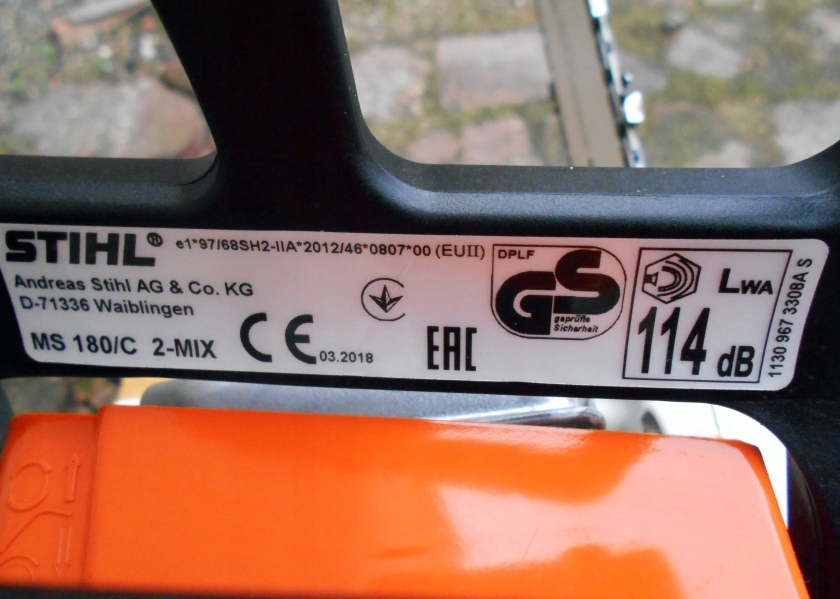 STIHL® e1*97/68SH2-IIA*2012/46*0807*00 (EUII)
Andreas Stihl AG & Co. KG
D-71336 Waiblingen
MS 180/C 2-MIX CE 03.2018
EAC
DPLF
GS
geprüfte
Sicherheit
LWA
114 dB
1130 967 3308A S